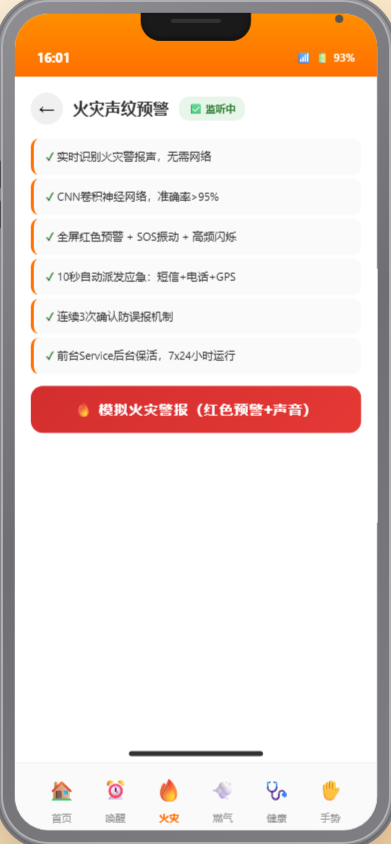 16:01
93%
← 火灾声纹预警 ✅ 监听中
✓ 实时识别火灾警报声，无需网络
✓ CNN卷积神经网络，准确率>95%
✓ 全屏红色预警 + SOS振动 + 高频闪烁
✓ 10秒自动派发应急：短信+电话+GPS
✓ 连续3次确认防误报机制
✓ 前台Service后台保活，7x24小时运行
🔥 模拟火灾警报（红色预警+声音）
首页 唤醒 火灾 燃气 健康 手势